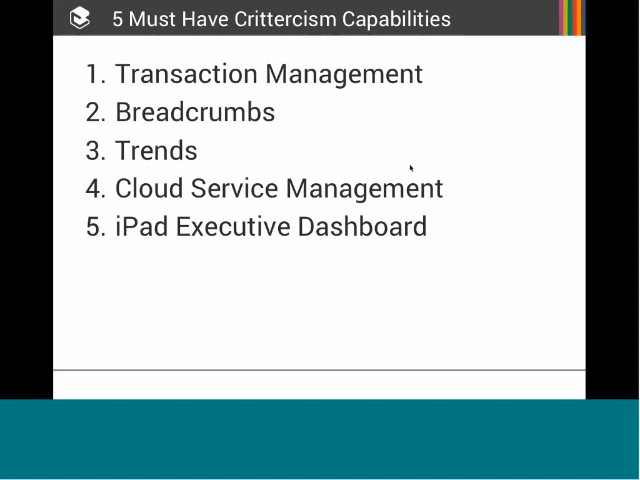 5 Must Have Crittercism Capabilities
1. Transaction Management
2. Breadcrumbs
3. Trends
4. Cloud Service Management
5. iPad Executive Dashboard